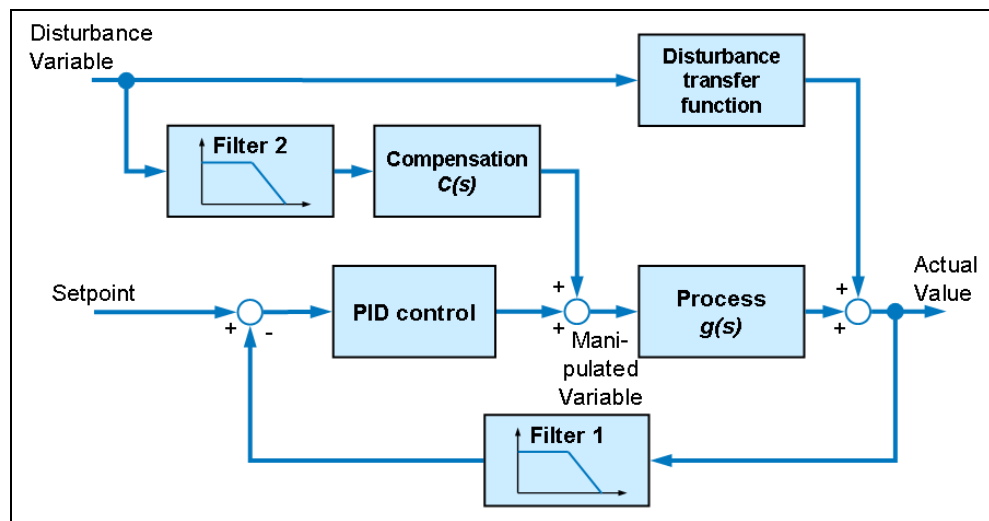 Disturbance
Variable
Disturbance
transfer
function
Filter 2
Compensation
C(s)
Setpoint
+
-
PID control
+
+
Process
g(s)
+
+
Actual
Value
Mani-
pulated
Variable
Filter 1